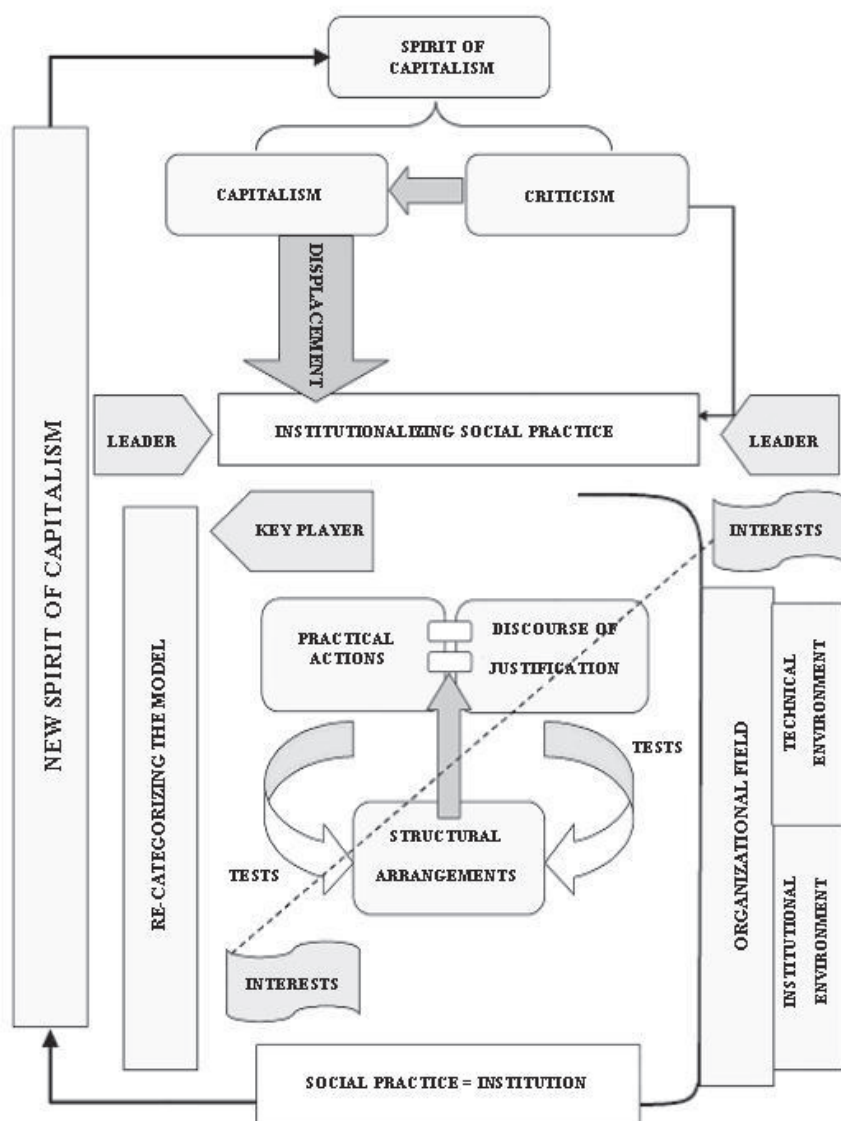 SPIRIT OF
CAPITALISM
CAPITALISM
CRITICISM
DISPLACEMENT
NEW SPIRIT OF CAPITALISM
LEADER
INSTITUTIONALIZING SOCIAL PRACTICE
LEADER
KEY PLAYER
INTERESTS
RE-CATEGORIZING THE MODEL
PRACTICAL
ACTIONS
DISCOURSE OF
JUSTIFICATION
TESTS
TESTS
STRUCTURAL
ARRANGEMENTS
ORGANIZATIONAL FIELD
TECHNICAL
ENVIRONMENT
INSTITUTIONAL
ENVIRONMENT
INTERESTS
SOCIAL PRACTICE = INSTITUTION